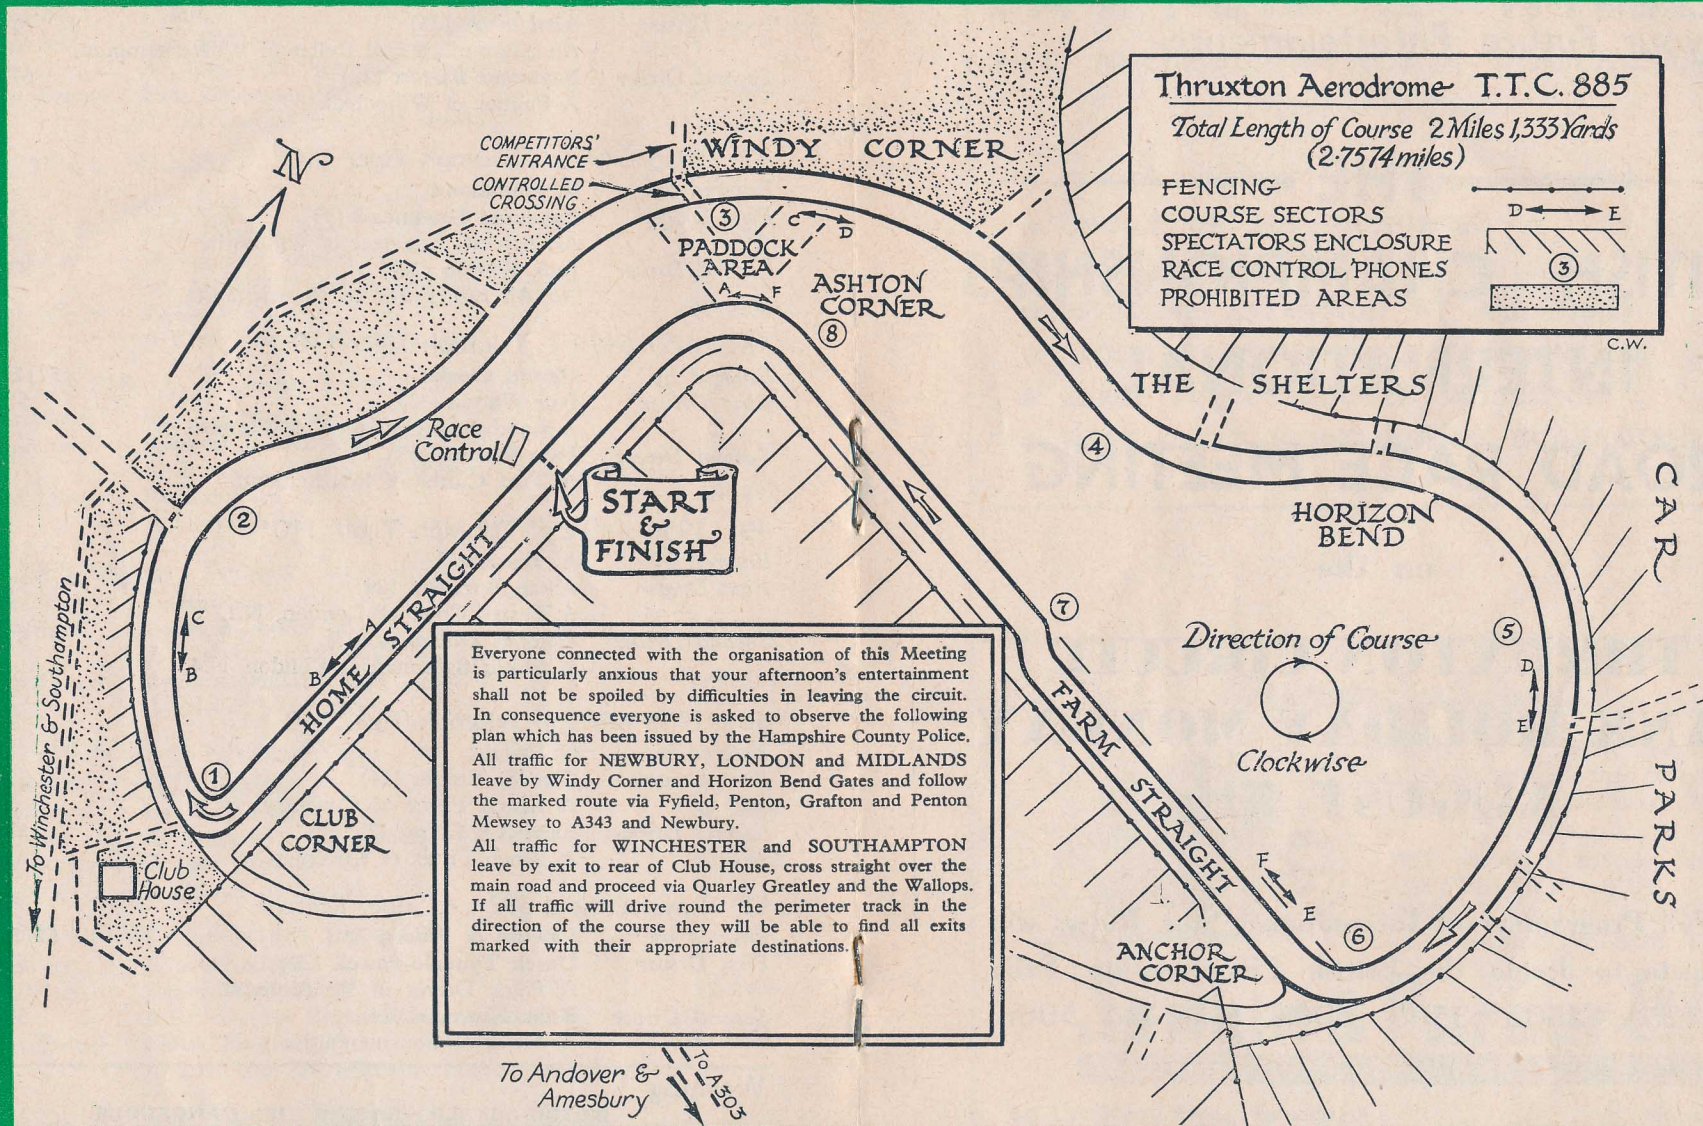 Thruxton Aerodrome T.T.C. 885
Total Length of Course 2 Miles 1,333 Yards
(2·7574 miles)
FENCING
COURSE SECTORS D E
SPECTATORS ENCLOSURE
RACE CONTROL PHONES 3
PROHIBITED AREAS
C.W.
N
COMPETITORS'
ENTRANCE
CONTROLLED
CROSSING
WINDY CORNER
3
C
D
PADDOCK
AREA
A F
ASHTON
CORNER
8
THE SHELTERS
4
Race
Control
START
&
FINISH
HORIZON
BEND
CAR PARKS
2
C
B
A
B
HOME STRAIGHT
7
5
D
E
Direction of Course
Clockwise
FARM STRAIGHT
F
E
6
1
CLUB
CORNER
Club
House
To Winchester & Southampton
ANCHOR
CORNER
Everyone connected with the organisation of this Meeting
is particularly anxious that your afternoon's entertainment
shall not be spoiled by difficulties in leaving the circuit.
In consequence everyone is asked to observe the following
plan which has been issued by the Hampshire County Police.
All traffic for NEWBURY, LONDON and MIDLANDS
leave by Windy Corner and Horizon Bend Gates and follow
the marked route via Fyfield, Penton, Grafton and Penton
Mewsey to A343 and Newbury.
All traffic for WINCHESTER and SOUTHAMPTON
leave by exit to rear of Club House, cross straight over the
main road and proceed via Quarley Greatley and the Wallops.
If all traffic will drive round the perimeter track in the
direction of the course they will be able to find all exits
marked with their appropriate destinations.
To Andover &
Amesbury
To A303